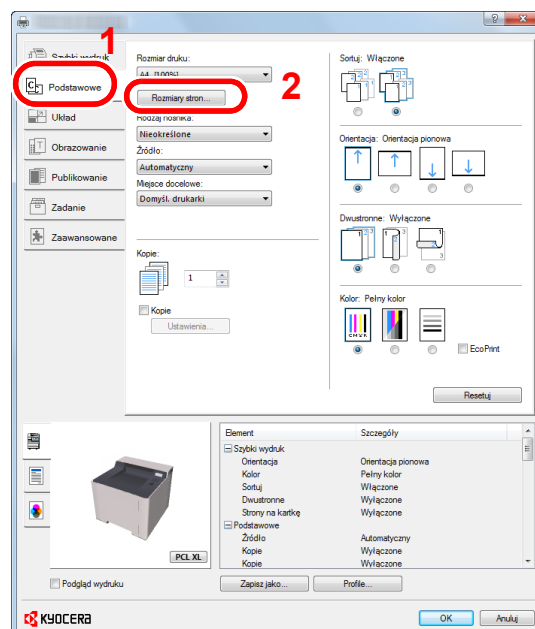 1
Szybki wydruk
Podstawowe
Układ
Obrazowanie
Publikowanie
Zadanie
Zaawansowane
Rozmiar druku:
A4 [100%]
Rozmiary stron...
2
Rodzaj nośnika:
Nieokreślone
Źródło:
Automatyczny
Miejsce docelowe:
Domyśl. drukarki
Kopie:
1
Kopie
Ustawienia...
Sortuj: Włączone
Orientacja: Orientacja pionowa
Dwustronne: Wyłączone
Kolor: Pełny kolor
CMYK
EcoPrint
Resetuj
PCL XL
Podgląd wydruku
Element Szczegóły
Szybki wydruk
Orientacja Orientacja pionowa
Kolor Pełny kolor
Sortuj Włączone
Dwustronne Wyłączone
Strony na kartkę Wyłączone
Podstawowe
Źródło Automatyczny
Kopie Wyłączone
Kopie Wyłączone
Zapisz jako... Profile...
KYOCERA
OK Anuluj